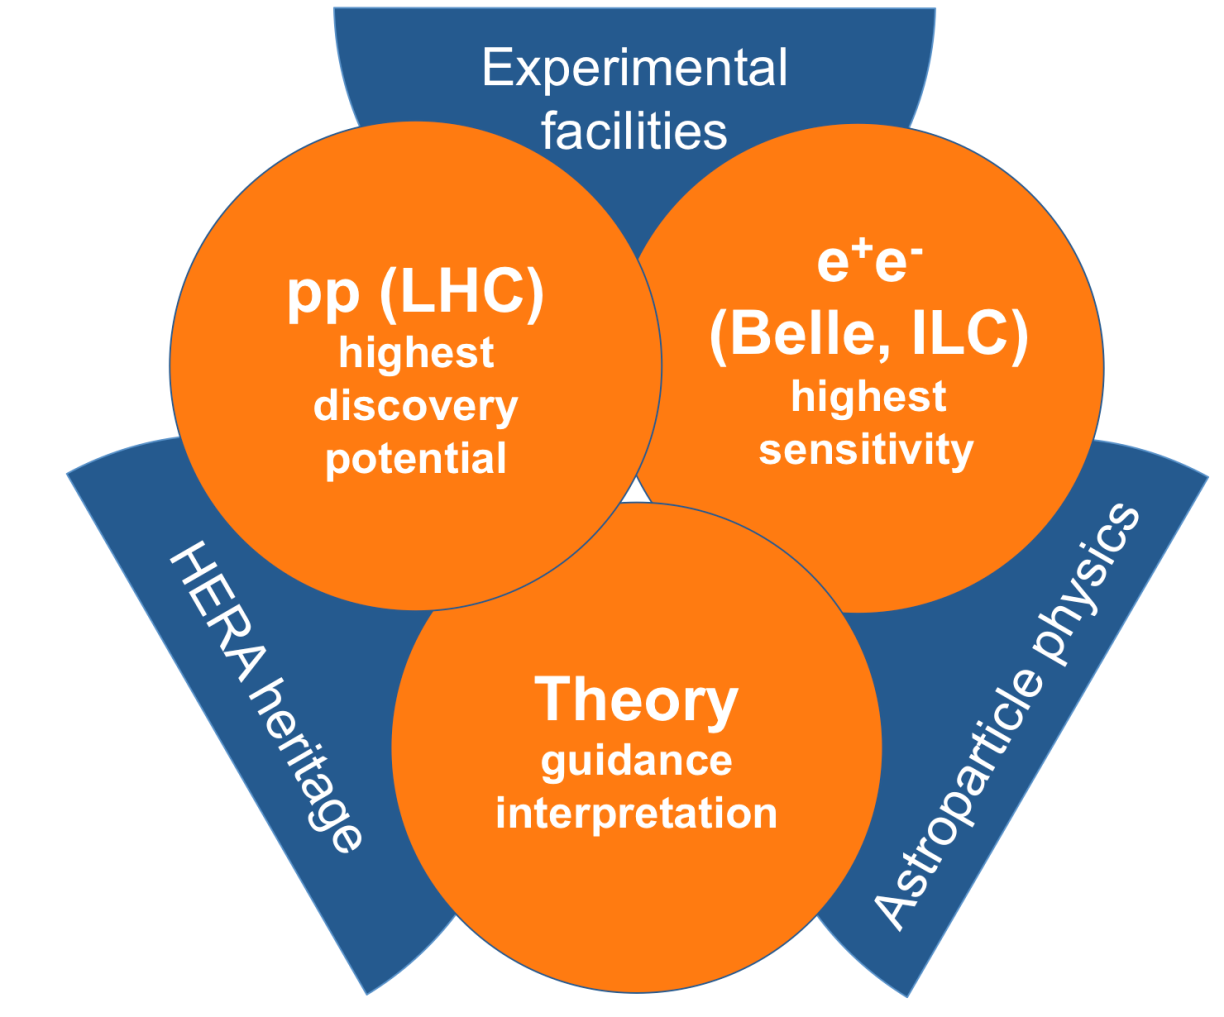 Experimental
facilities
pp (LHC)
highest
discovery
potential
e⁺e⁻
(Belle, ILC)
highest
sensitivity
HERA heritage
Theory
guidance
interpretation
Astroparticle physics